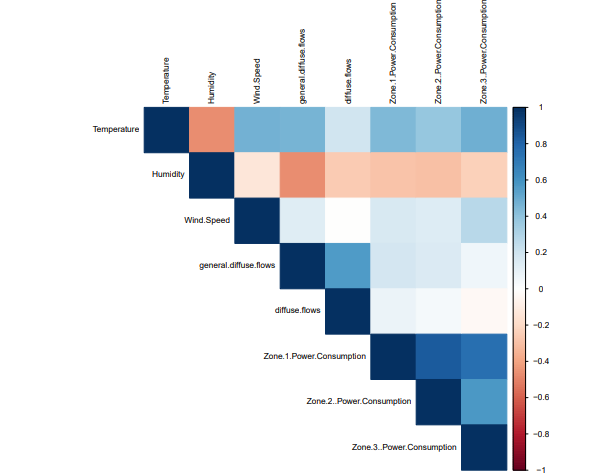 Temperature
Humidity
Wind.Speed
general.diffuse.flows
diffuse.flows
Zone.1.Power.Consumption
Zone.2..Power.Consumption
Zone.3..Power.Consumption
Temperature
Humidity
Wind.Speed
general.diffuse.flows
diffuse.flows
Zone.1.Power.Consumption
Zone.2..Power.Consumption
Zone.3..Power.Consumption
1
0.8
0.6
0.4
0.2
0
−0.2
−0.4
−0.6
−0.8
−1